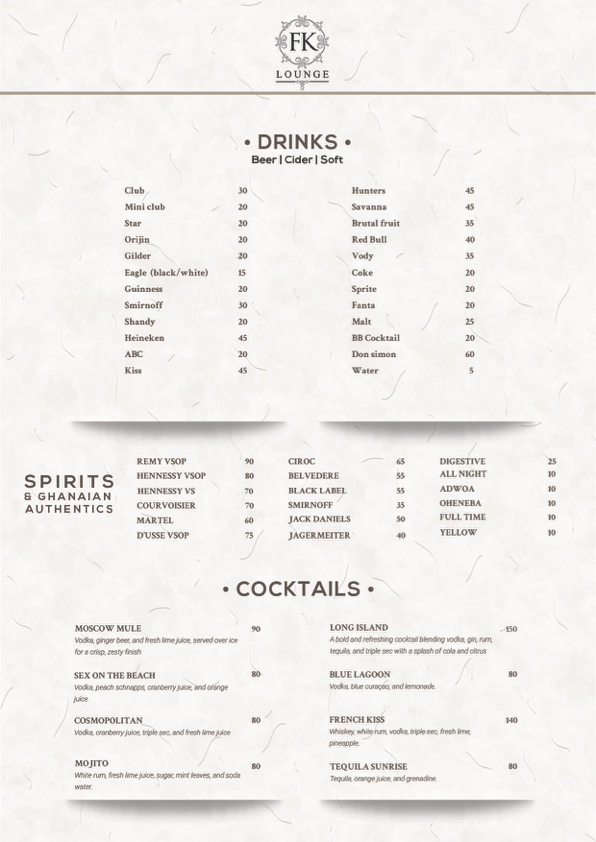 FK
LOUNGE
• DRINKS •
Beer | Cider | Soft
Club 30
Mini club 20
Star 20
Orijin 20
Gilder 20
Eagle (black/white) 15
Guinness 20
Smirnoff 30
Shandy 20
Heineken 45
ABC 20
Kiss 45
Hunters 45
Savanna 45
Brutal fruit 35
Red Bull 40
Vody 35
Coke 20
Sprite 20
Fanta 20
Malt 25
BB Cocktail 20
Don simon 60
Water 5
SPIRITS
& GHANAIAN
AUTHENTICS
REMY VSOP 90
HENNESSY VSOP 80
HENNESSY VS 70
COURVOISIER 70
MARTEL 60
D'USSE VSOP 75
CIROC 65
BELVEDERE 55
BLACK LABEL 55
SMIRNOFF 35
JACK DANIELS 50
JAGERMEITER 40
DIGESTIVE 25
ALL NIGHT 10
ADWOA 10
OHENEBA 10
FULL TIME 10
YELLOW 10
• COCKTAILS •
MOSCOW MULE 90
Vodka, ginger beer, and fresh lime juice, served over ice
for a crisp, zesty finish
SEX ON THE BEACH 80
Vodka, peach schnapps, cranberry juice, and orange
juice
COSMOPOLITAN 80
Vodka, cranberry juice, triple sec, and fresh lime juice
MOJITO 80
White rum, fresh lime juice, sugar, mint leaves, and soda
water.
LONG ISLAND 150
A bold and refreshing cocktail blending vodka, gin, rum,
tequila, and triple sec with a splash of cola and citrus
BLUE LAGOON 80
Vodka, blue curaçao, and lemonade.
FRENCH KISS 140
Whiskey, white rum, vodka, triple sec, fresh lime,
pineapple.
TEQUILA SUNRISE 80
Tequila, orange juice, and grenadine.